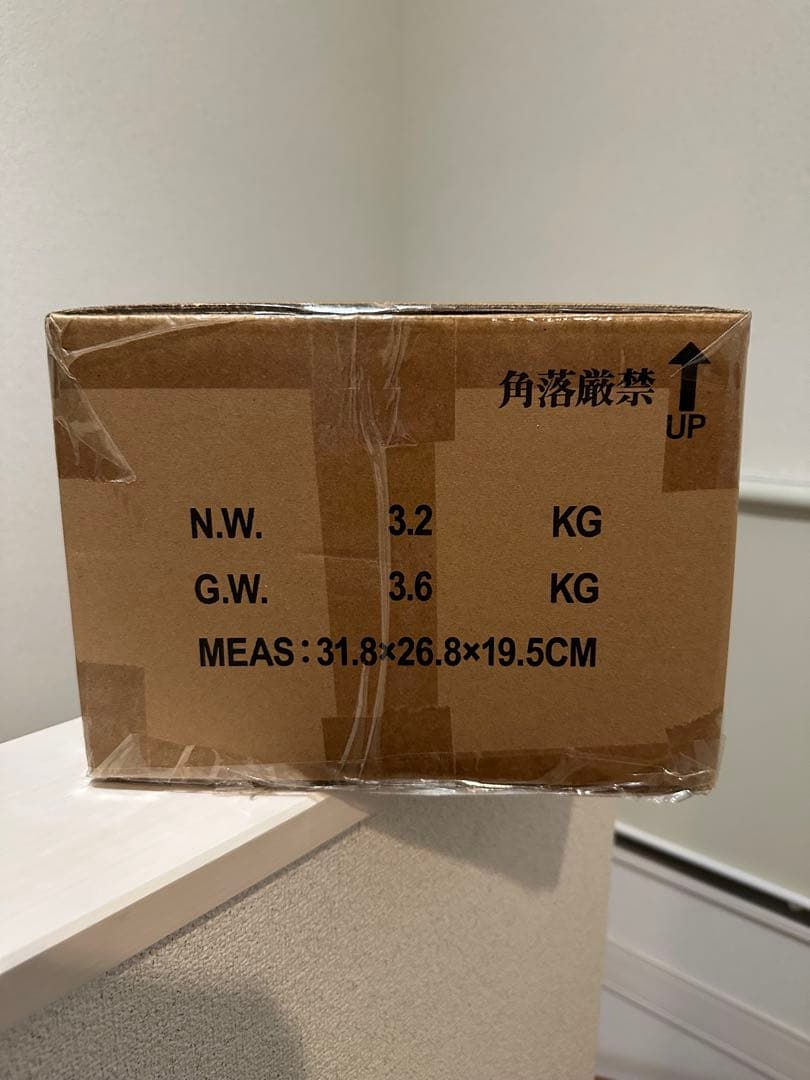 角落厳禁
UP
N.W. 3.2 KG
G.W. 3.6 KG
MEAS:31.8×26.8×19.5CM